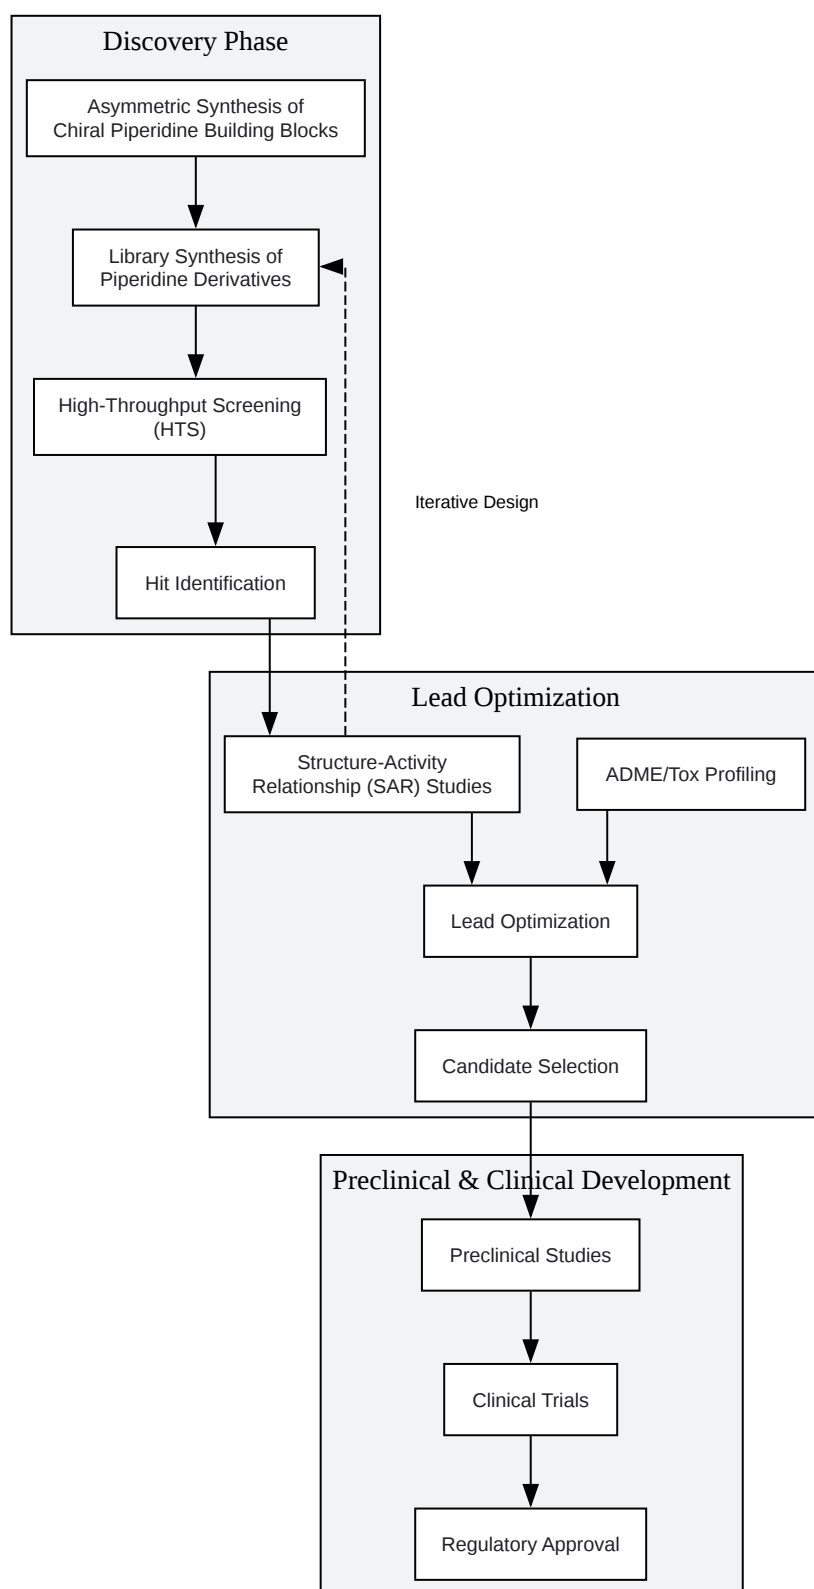 Discovery Phase
Asymmetric Synthesis of
Chiral Piperidine Building Blocks
Library Synthesis of
Piperidine Derivatives
High-Throughput Screening
(HTS)
Iterative Design
Hit Identification
Lead Optimization
Structure-Activity
Relationship (SAR) Studies
ADME/Tox Profiling
Lead Optimization
Candidate Selection
Preclinical & Clinical Development
Preclinical Studies
Clinical Trials
Regulatory Approval